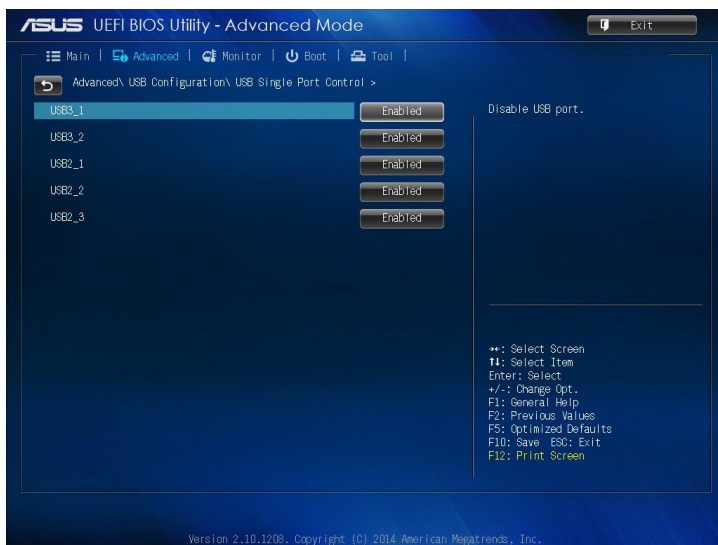 ASUS UEFI BIOS Utility - Advanced Mode
Exit
Main | Advanced | Monitor | Boot | Tool |
Advanced\ USB Configuration\ USB Single Port Control >
USB3_1 Enabled
Disable USB port.
USB3_2 Enabled
USB2_1 Enabled
USB2_2 Enabled
USB2_3 Enabled
→←: Select Screen
↑↓: Select Item
Enter: Select
+/-: Change Opt.
F1: General Help
F2: Previous Values
F5: Optimized Defaults
F10: Save ESC: Exit
F12: Print Screen
Version 2.10.1208. Copyright (C) 2014 American Megatrends, Inc.